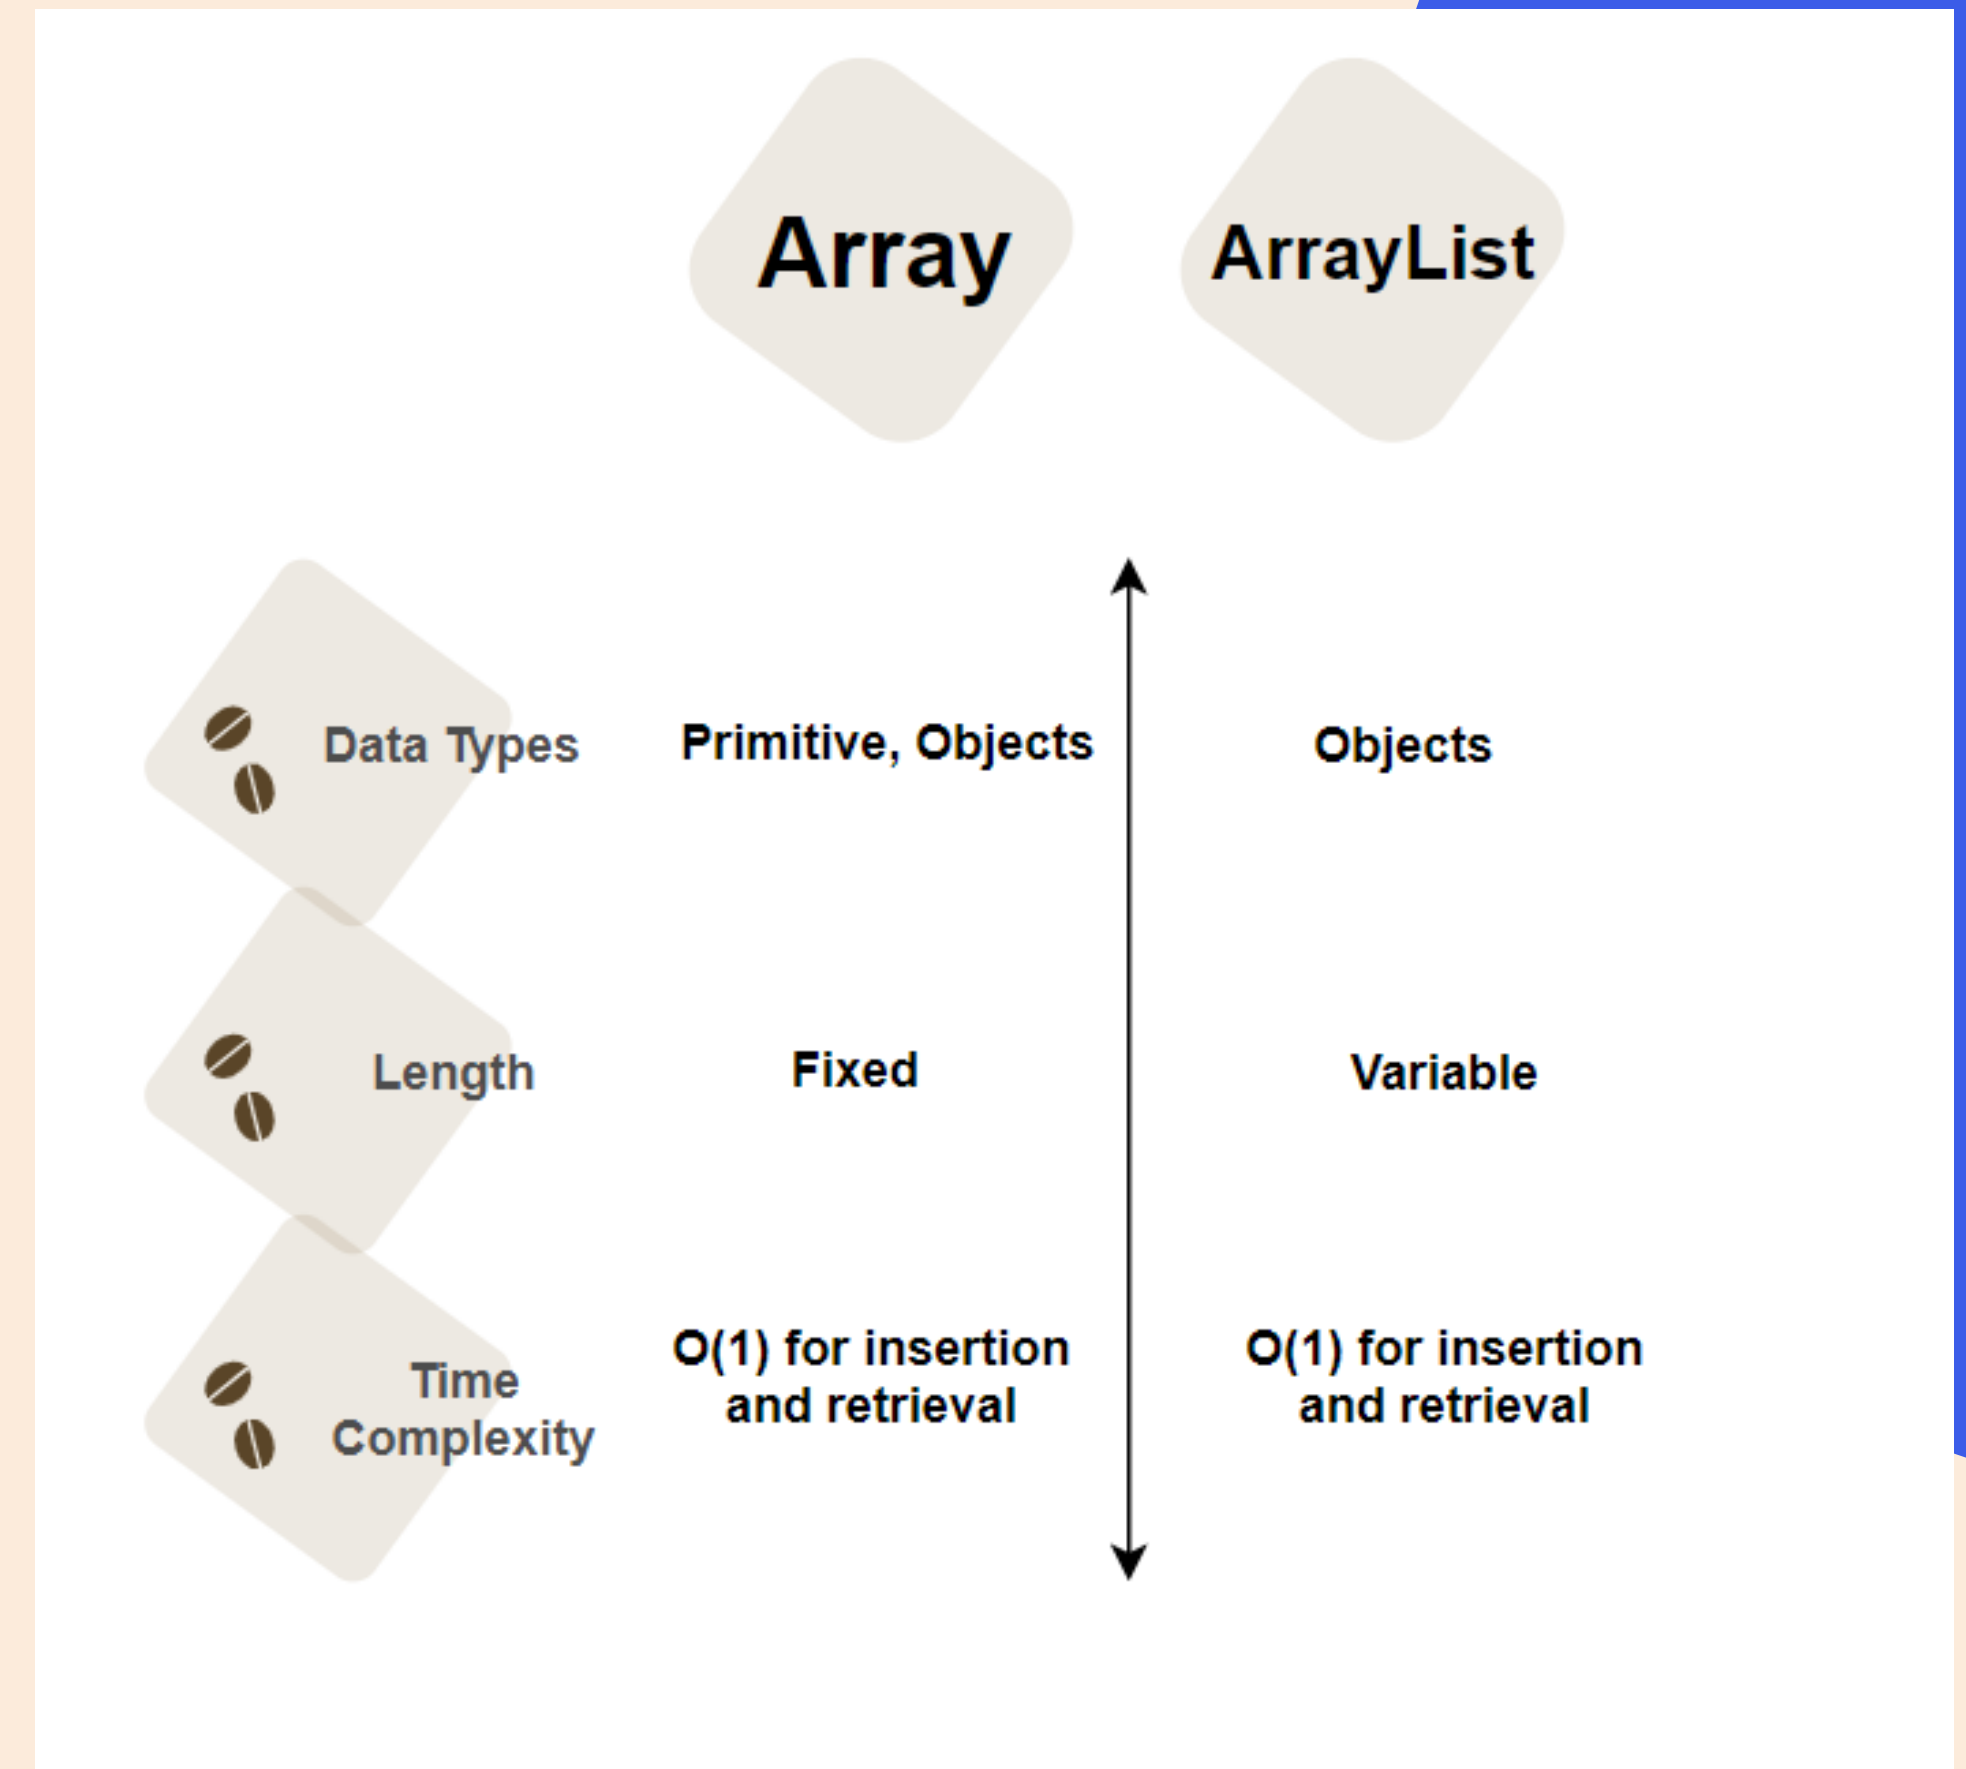 Array
ArrayList
Data Types
Primitive, Objects
Objects
Length
Fixed
Variable
Time
Complexity
O(1) for insertion
and retrieval
O(1) for insertion
and retrieval